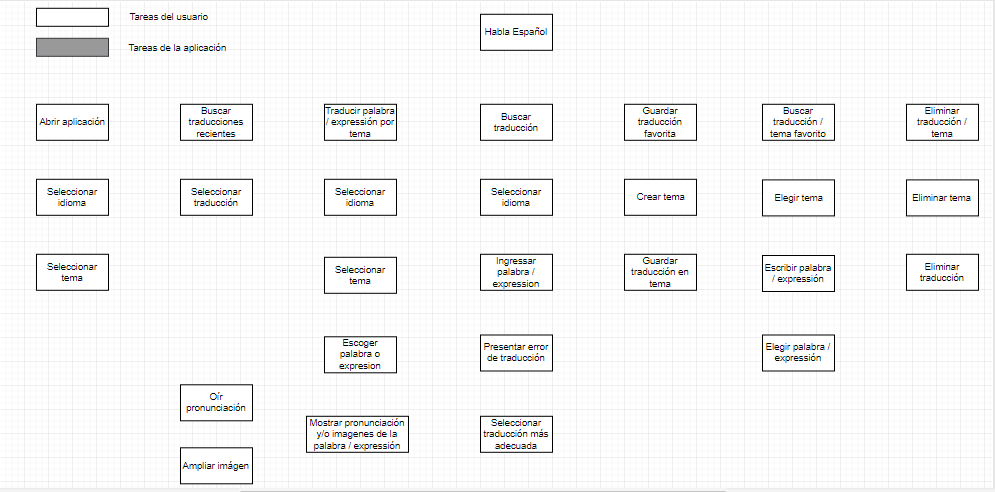 Tareas del usuario
Tareas de la aplicación
Habla Español
Abrir aplicación
Buscar
traducciones
recientes
Traducir palabra
/ expressión por
tema
Buscar
traducción
Guardar
traducción
favorita
Buscar
traducción /
tema favorito
Eliminar
traducción /
tema
Seleccionar
idioma
Seleccionar
traducción
Seleccionar
idioma
Seleccionar
idioma
Crear tema
Elegir tema
Eliminar tema
Seleccionar
tema
Seleccionar
tema
Ingressar
palabra /
expression
Guardar
traducción en
tema
Escribir palabra
/ expressión
Eliminar
traducción
Escoger
palabra o
expresion
Presentar error
de traducción
Elegir palabra /
expressión
Oír
pronunciación
Mostrar pronunciación
y/o imagenes de la
palabra / expressión
Seleccionar
traducción más
adecuada
Ampliar imágen